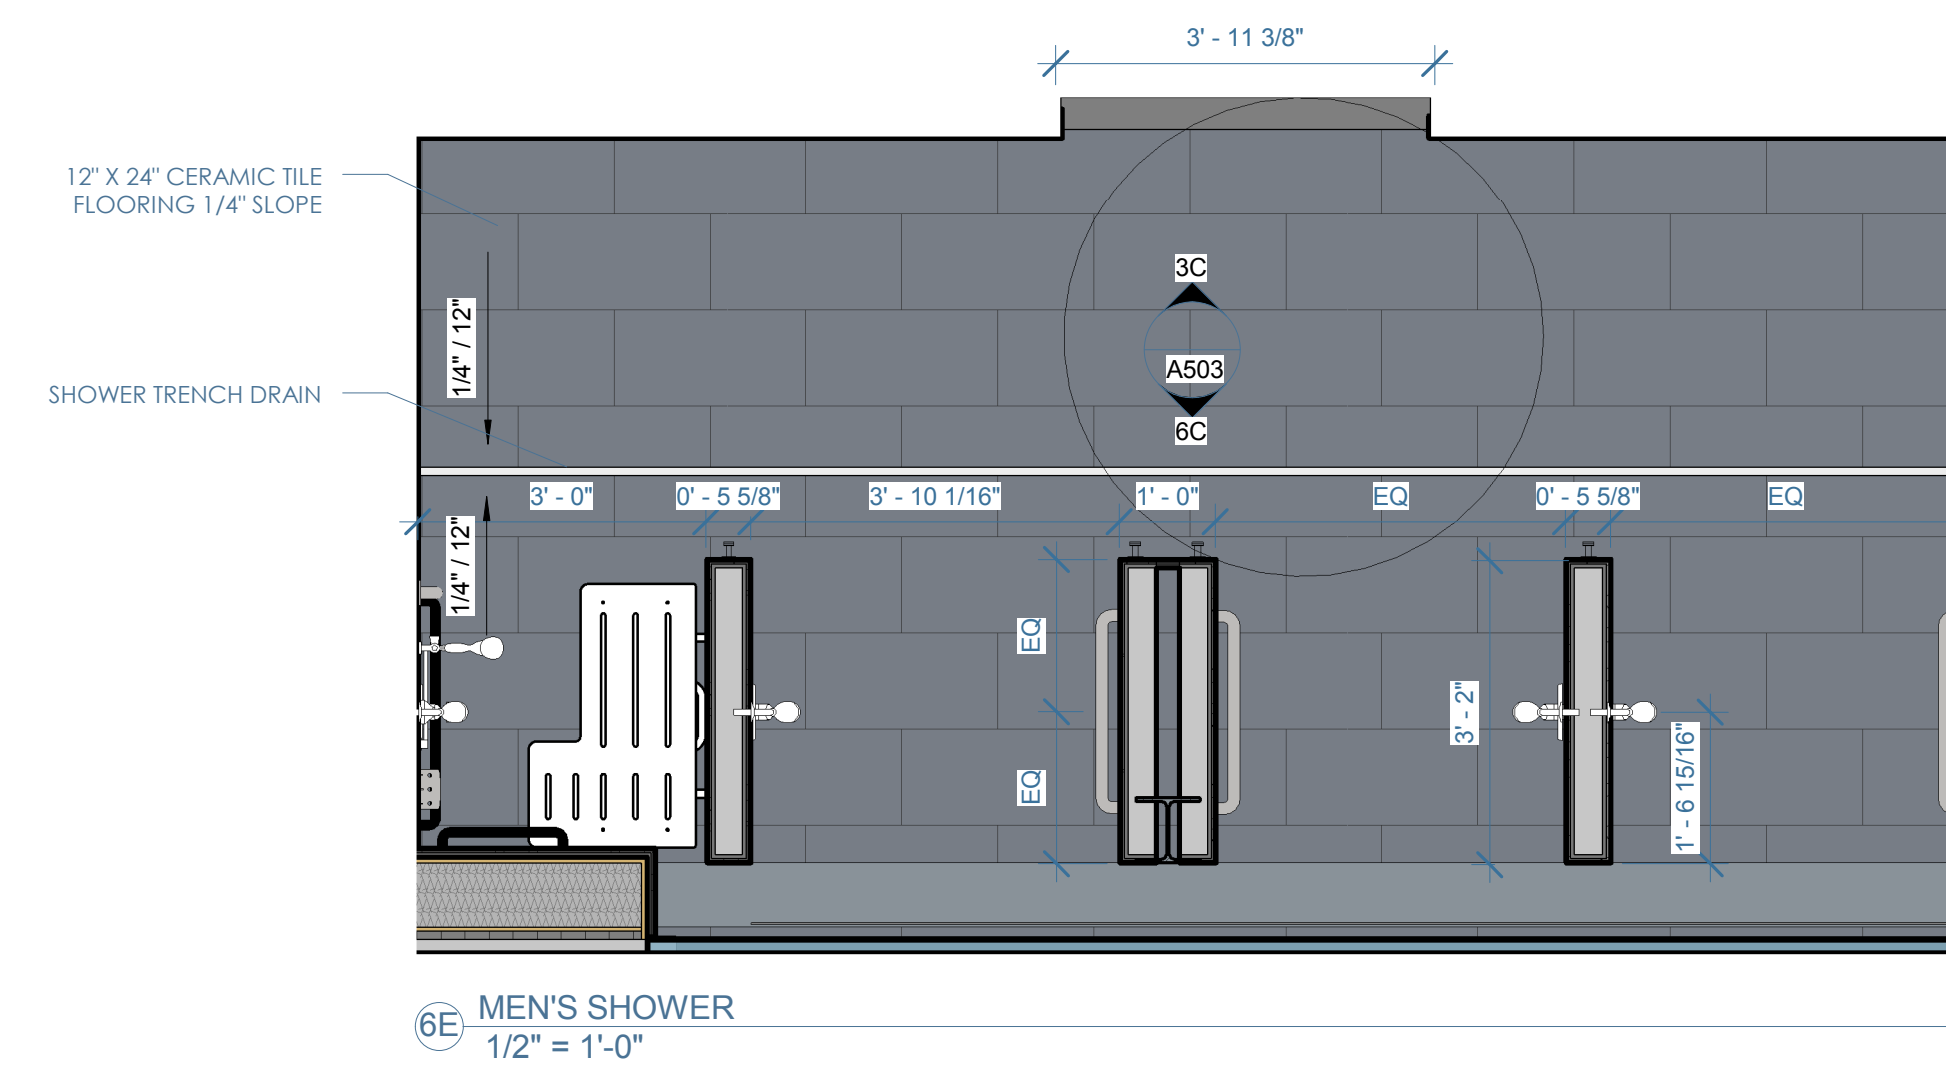 3' - 11 3/8"
12" X 24" CERAMIC TILE
FLOORING 1/4" SLOPE
3C
1/4" / 12"
A503
SHOWER TRENCH DRAIN
6C
3' - 0"
0' - 5 5/8"
3' - 10 1/16"
1' - 0"
EQ
0' - 5 5/8"
EQ
1/4" / 12"
EQ
3' - 2"
EQ
1' - 6 15/16"
6E
MEN'S SHOWER
1/2" = 1'-0"